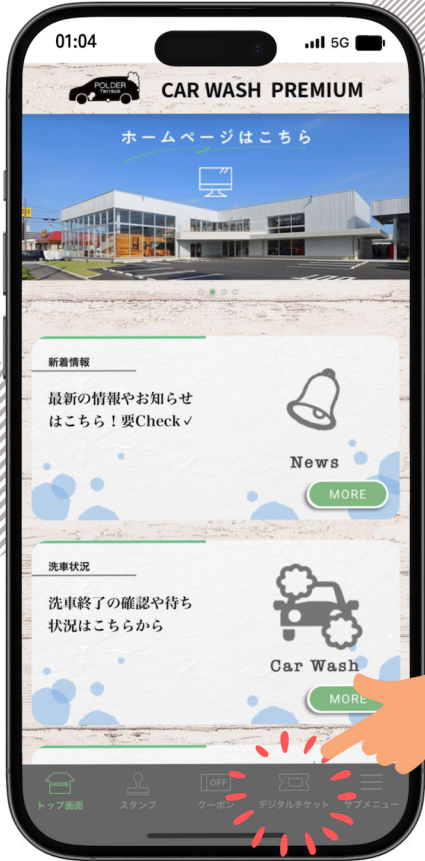 01:04
5G
POLDER
Terrace
CAR WASH PREMIUM
ホームページはこちら
新着情報
最新の情報やお知らせ
はこちら！要Check✓
News
MORE
洗車状況
洗車終了の確認や待ち
状況はこちらから
Car Wash
MORE
HOME
OFF
トップ画面
スタンプ
クーポン
デジタルチケット
サブメニュー